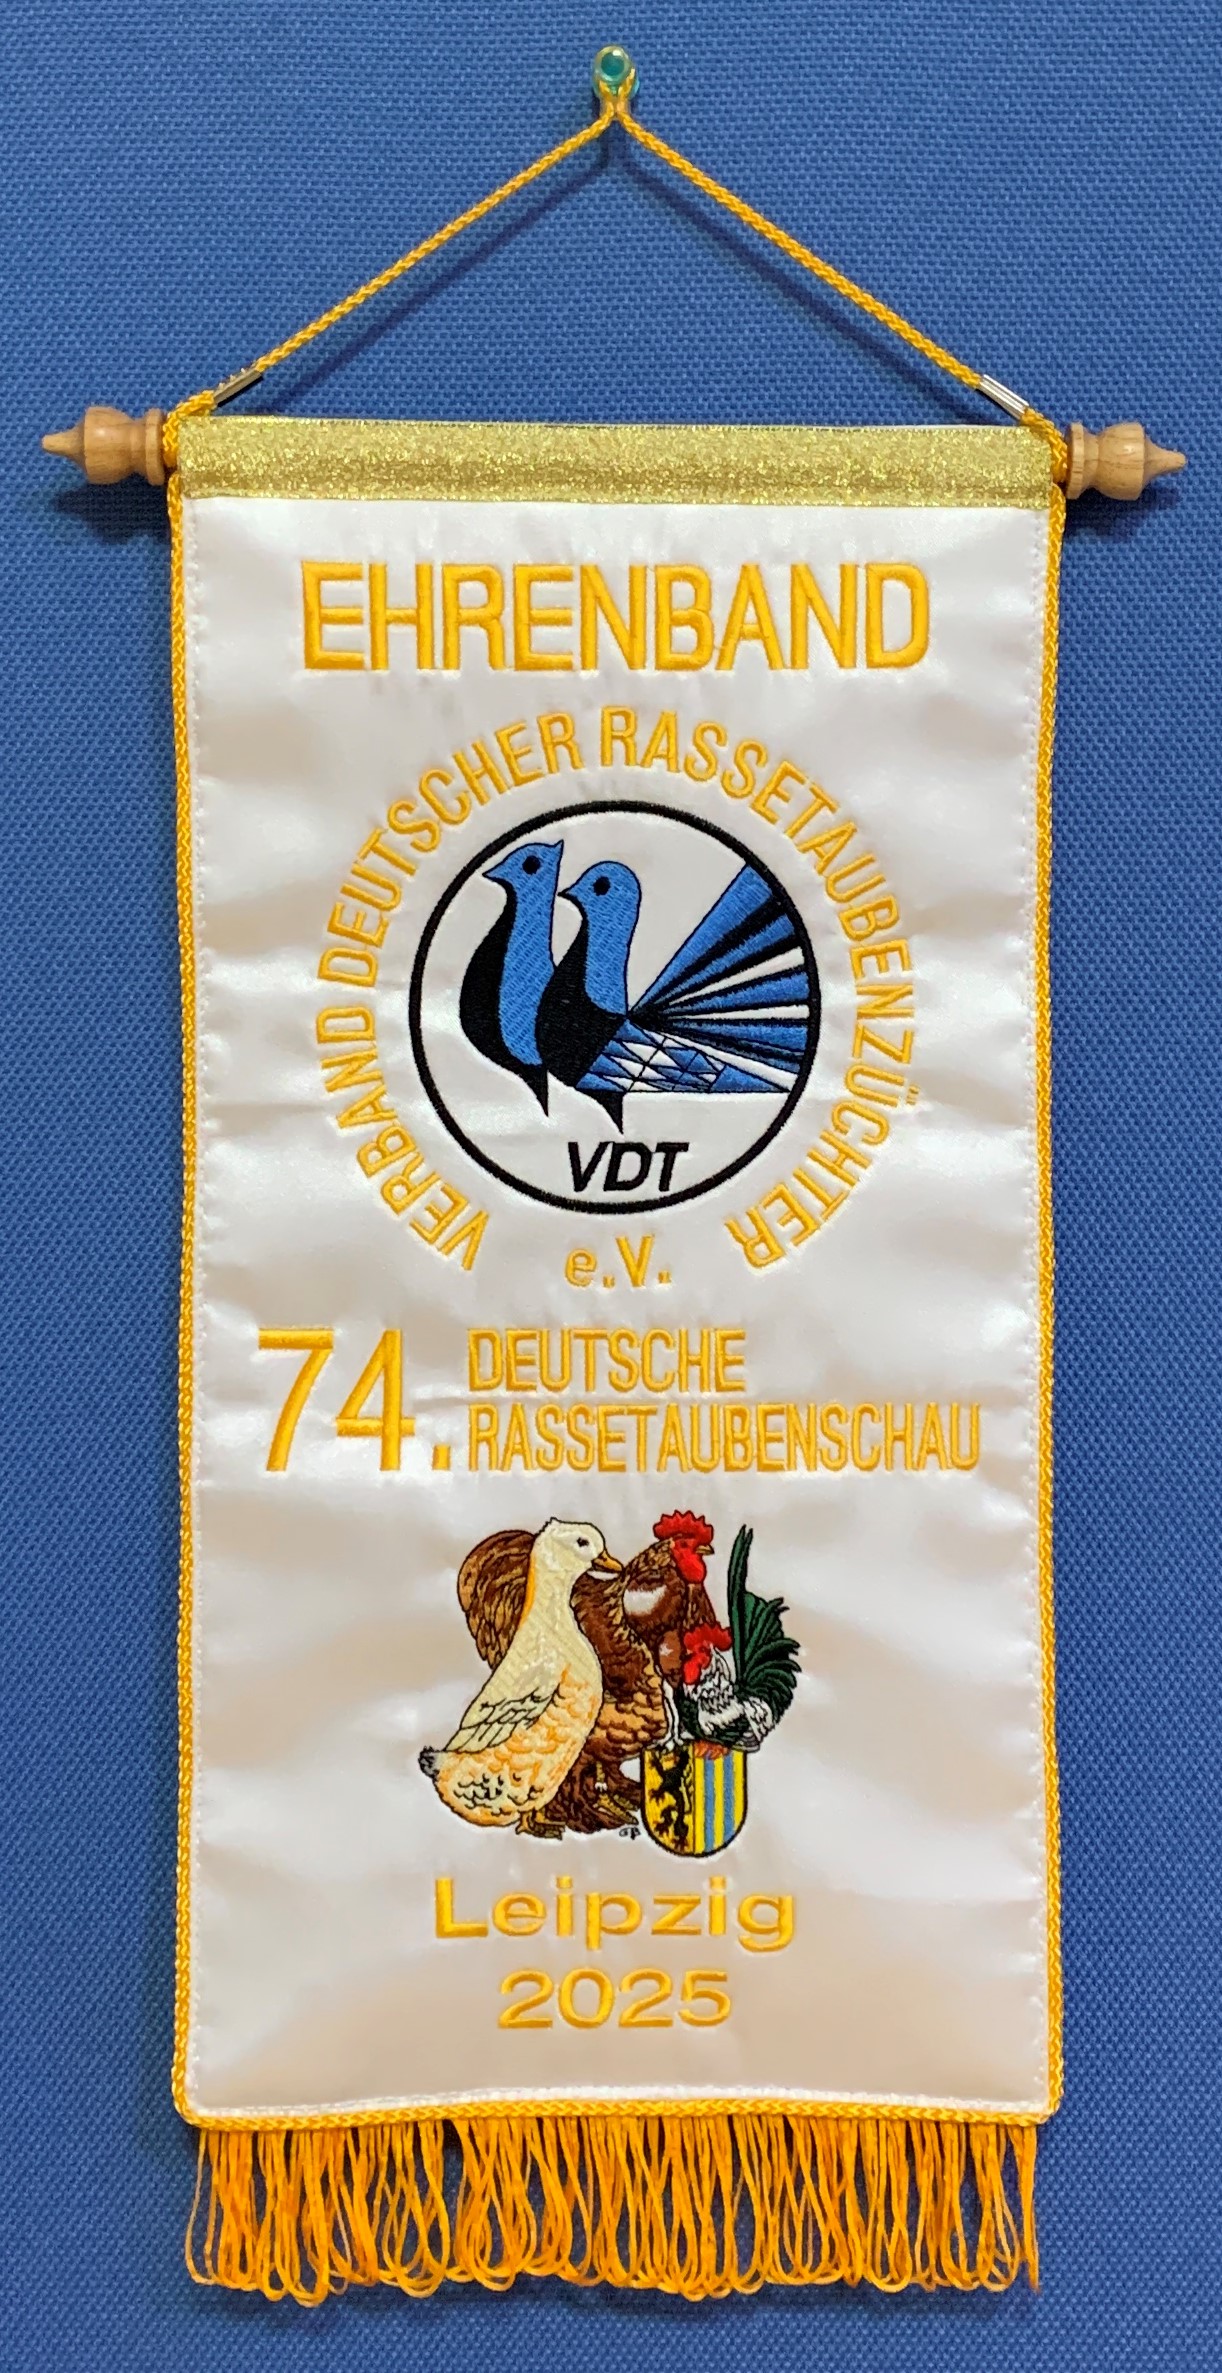 EHRENBAND
VERBAND DEUTSCHER RASSETAUBENZÜCHTER
VDT
e.V.
74. DEUTSCHE
RASSETAUBENSCHAU
Leipzig
2025